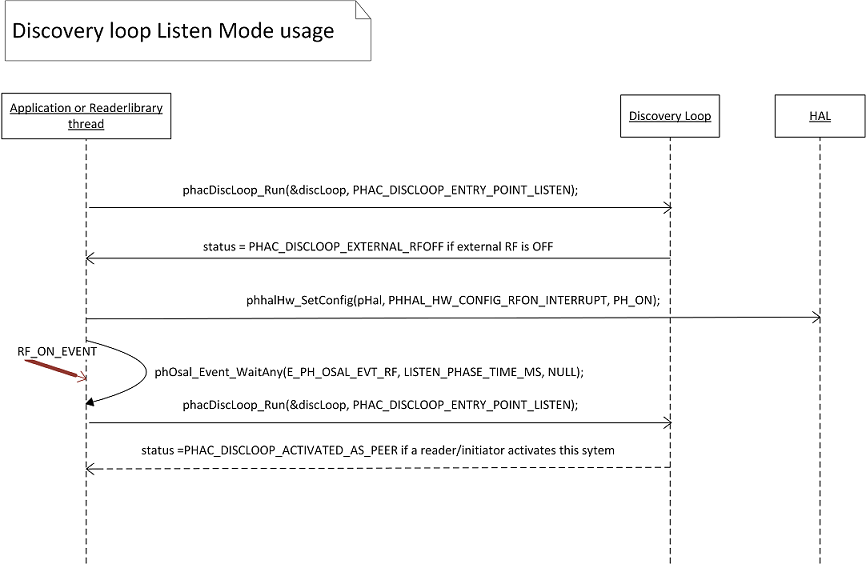 Discovery loop Listen Mode usage
Application or Readerlibrary
thread
Discovery Loop
HAL
phacDiscLoop_Run(&discLoop, PHAC_DISCLOOP_ENTRY_POINT_LISTEN);
status = PHAC_DISCLOOP_EXTERNAL_RFOFF if external RF is OFF
phhalHw_SetConfig(pHal, PHHAL_HW_CONFIG_RFON_INTERRUPT, PH_ON);
RF_ON_EVENT
phOsal_Event_WaitAny(E_PH_OSAL_EVT_RF, LISTEN_PHASE_TIME_MS, NULL);
phacDiscLoop_Run(&discLoop, PHAC_DISCLOOP_ENTRY_POINT_LISTEN);
status =PHAC_DISCLOOP_ACTIVATED_AS_PEER if a reader/initiator activates this sytem